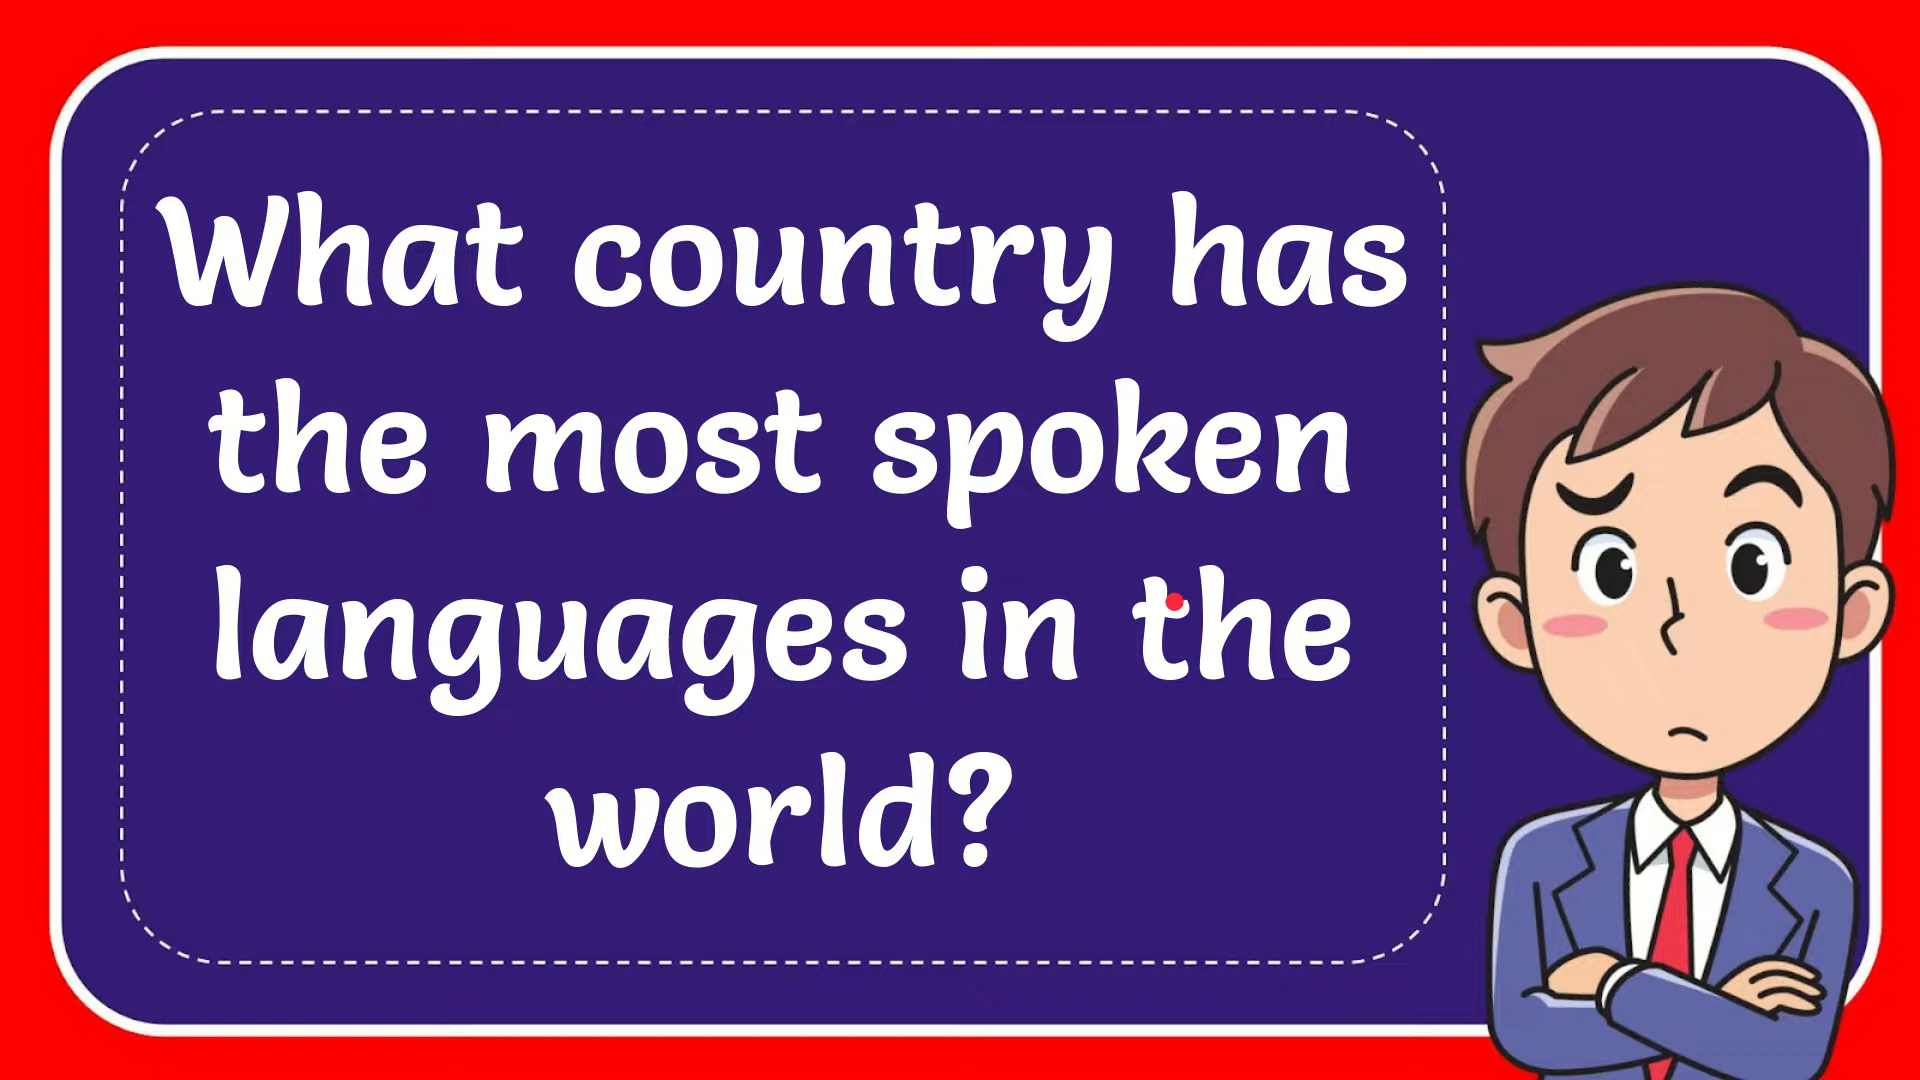 What country has
the most spoken
languages in the
world?